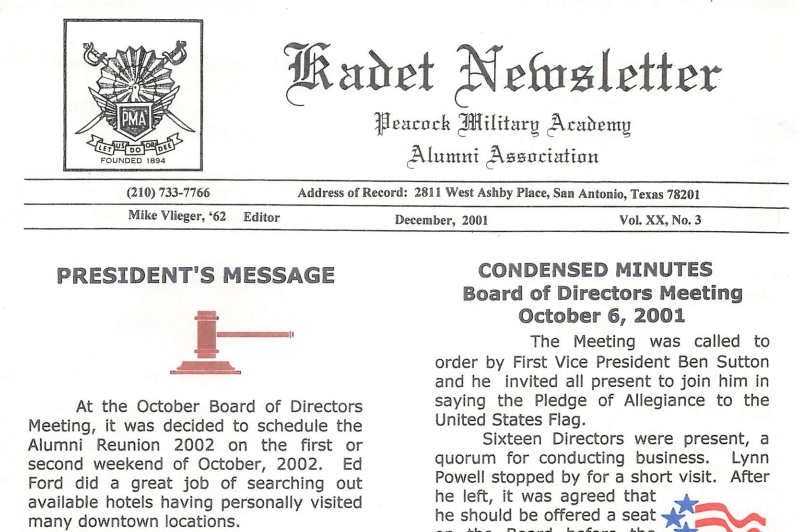 PMA
LET US DO OR DEE
FOUNDED 1894
Kadet Newsletter
Peacock Military Academy
Alumni Association
(210) 733-7766 Address of Record: 2811 West Ashby Place, San Antonio, Texas 78201
Mike Vlieger, ‘62 Editor December, 2001 Vol. XX, No. 3
PRESIDENT'S MESSAGE
At the October Board of Directors
Meeting, it was decided to schedule the
Alumni Reunion 2002 on the first or
second weekend of October, 2002. Ed
Ford did a great job of searching out
available hotels having personally visited
many downtown locations.
CONDENSED MINUTES
Board of Directors Meeting
October 6, 2001
The Meeting was called to
order by First Vice President Ben Sutton
and he invited all present to join him in
saying the Pledge of Allegiance to the
United States Flag.
Sixteen Directors were present, a
quorum for conducting business. Lynn
Powell stopped by for a short visit. After
he left, it was agreed that
he should be offered a seat
on the Board before the